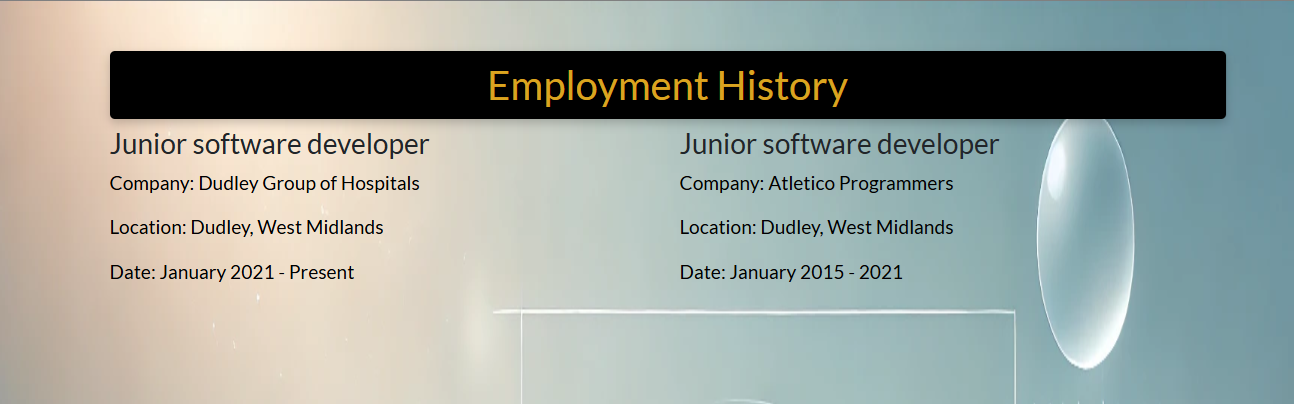 Employment History
Junior software developer
Company: Dudley Group of Hospitals
Location: Dudley, West Midlands
Date: January 2021 - Present
Junior software developer
Company: Atletico Programmers
Location: Dudley, West Midlands
Date: January 2015 - 2021